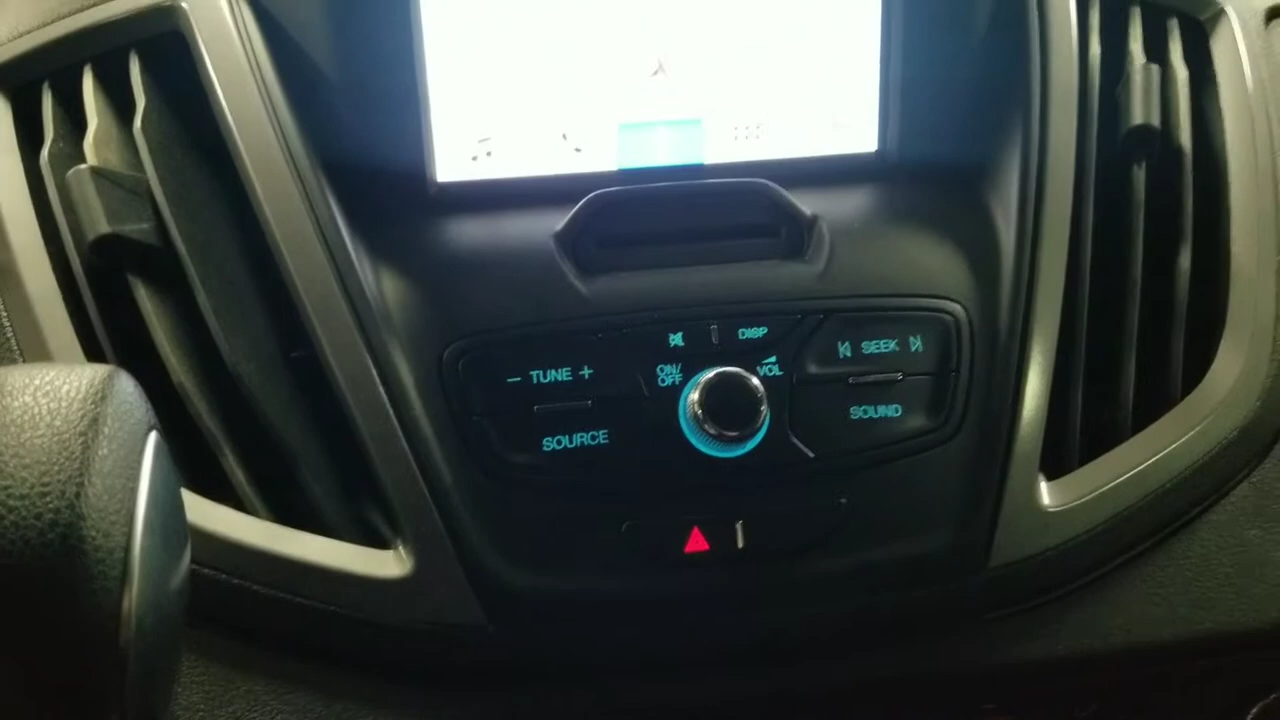 DISP
ON/
OFF
VOL
− TUNE +
SEEK
SOURCE
SOUND